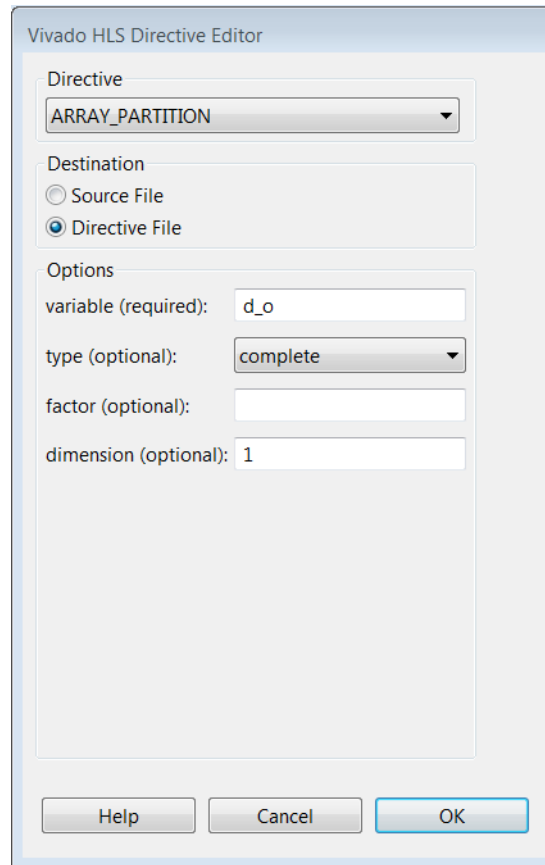 Vivado HLS Directive Editor
Directive
ARRAY_PARTITION
Destination
Source File
Directive File
Options
variable (required): d_o
type (optional): complete
factor (optional):
dimension (optional): 1
Help Cancel OK